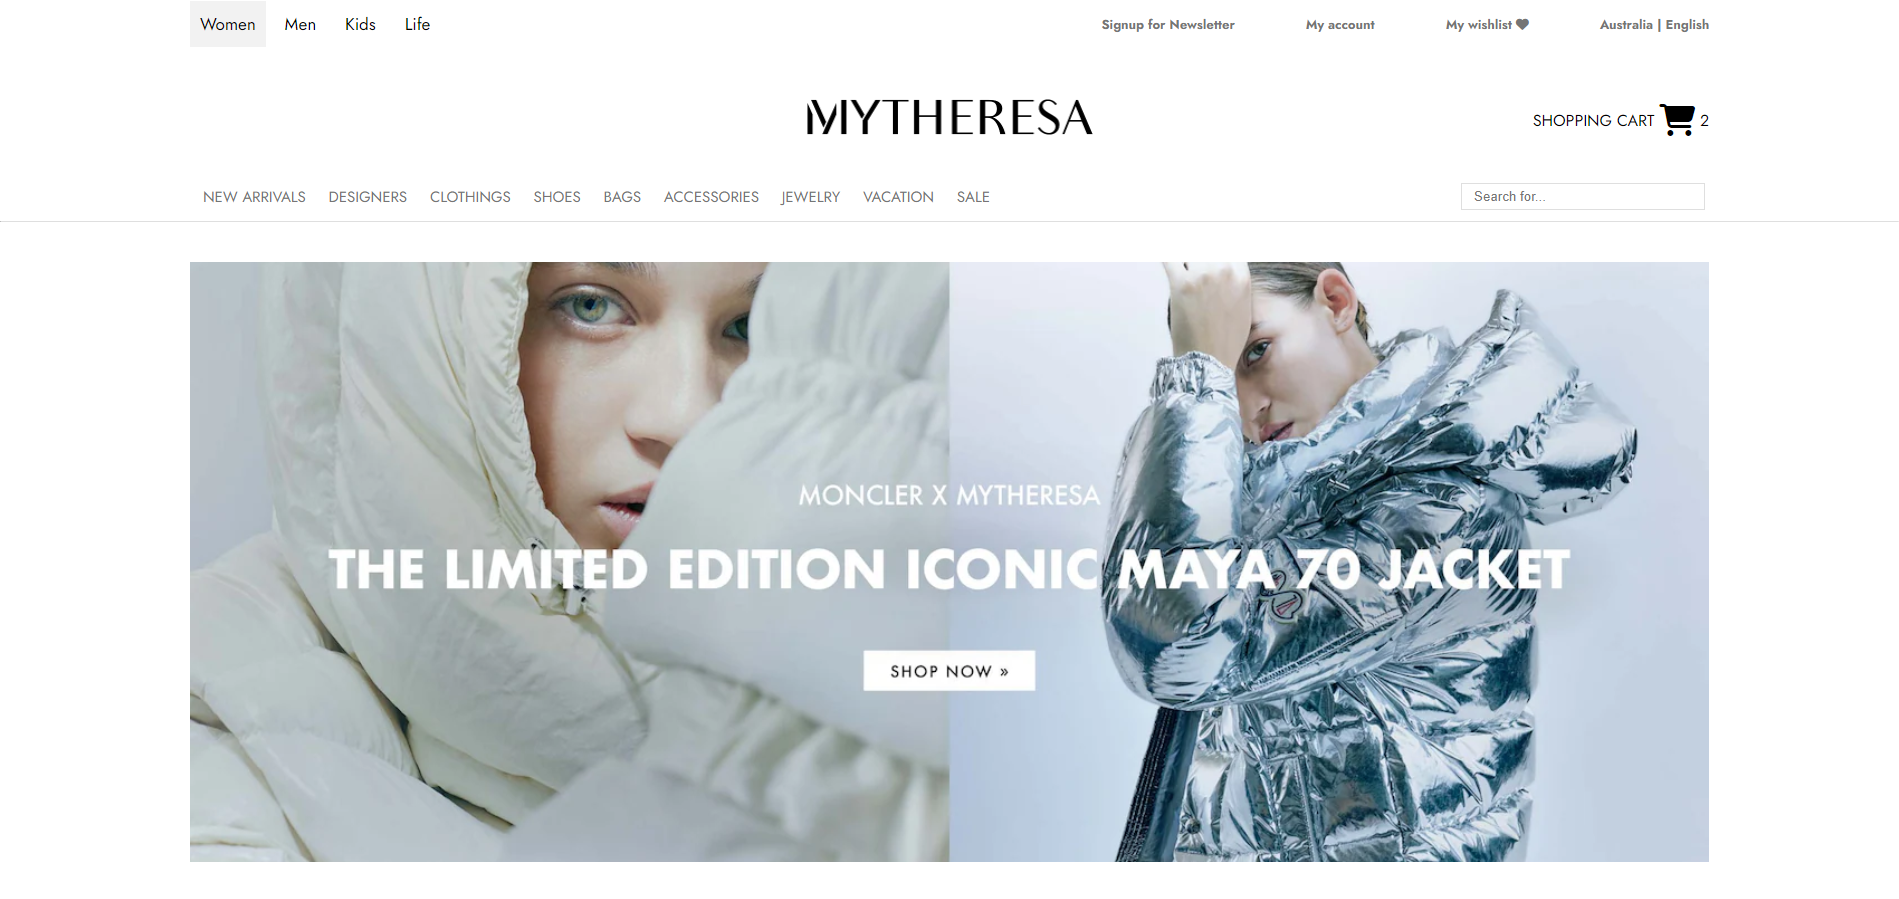 Women Men Kids Life
Signup for Newsletter My account My wishlist Australia | English
MYTHERESA
SHOPPING CART 2
NEW ARRIVALS DESIGNERS CLOTHINGS SHOES BAGS ACCESSORIES JEWELRY VACATION SALE
Search for...
MONCLER X MYTHERESA
THE LIMITED EDITION ICONIC MAYA 70 JACKET
SHOP NOW »